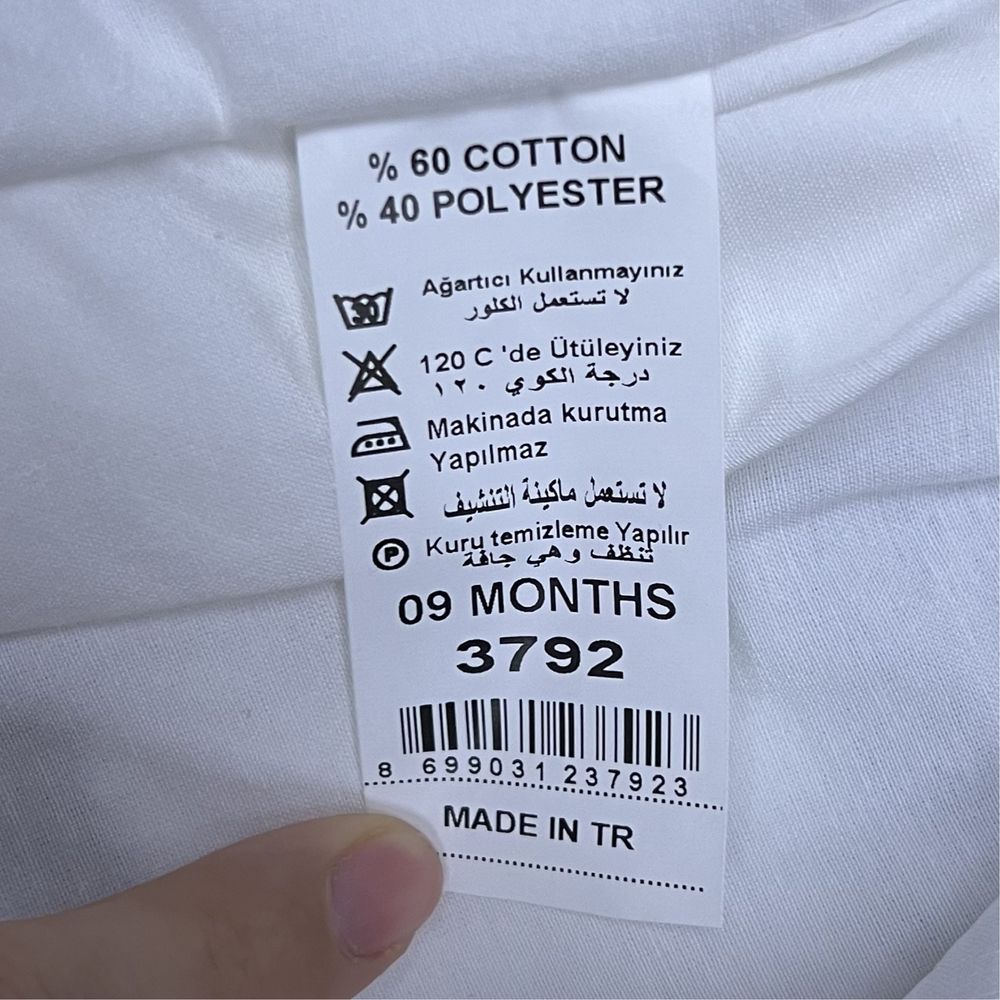 % 60 COTTON
% 40 POLYESTER
30
Ağartıcı Kullanmayınız
لا تستعمل الكلور
120 C 'de Ütüleyiniz
درجة الكوي ١٢٠
Makinada kurutma
Yapılmaz
لا تستعمل ماكينة التنشيف
P
Kuru temizleme Yapılır
تنظف وهي جافة
09 MONTHS
3792
8 699031 237923
MADE IN TR